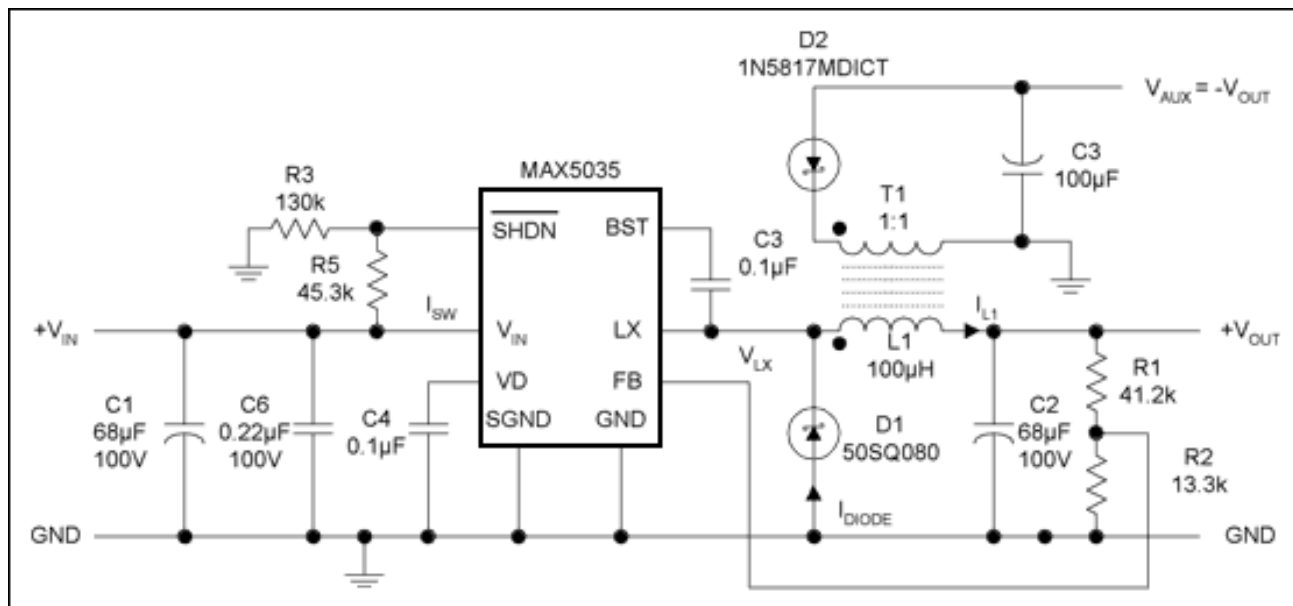 D2
1N5817MDICT
V_AUX = -V_OUT
C3
100µF
T1
1:1
MAX5035
R3
130k
SHDN
BST
C3
0.1µF
R5
45.3k
I_SW
I_L1
+V_IN
V_IN
LX
+V_OUT
V_LX
L1
100µH
VD
FB
R1
41.2k
SGND
GND
C1
68µF
100V
C6
0.22µF
100V
C4
0.1µF
D1
50SQ080
C2
68µF
100V
R2
13.3k
I_DIODE
GND
GND